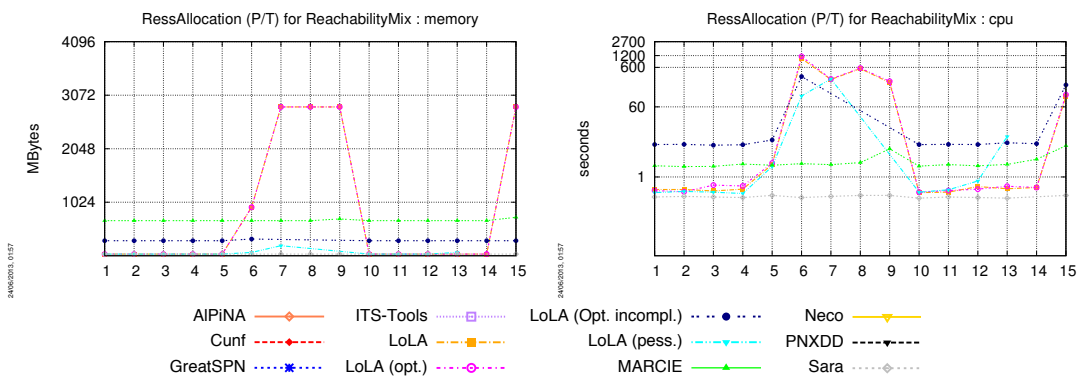 RessAllocation (P/T) for ReachabilityMix : memory
4096
3072
2048
1024
MBytes
1 2 3 4 5 6 7 8 9 10 11 12 13 14 15
24/06/2013, 01:57
RessAllocation (P/T) for ReachabilityMix : cpu
2700
1200
600
60
1
seconds
1 2 3 4 5 6 7 8 9 10 11 12 13 14 15
24/06/2013, 01:57
AlPiNA ITS-Tools LoLA (Opt. incompl.) Neco
Cunf LoLA LoLA (pess.) PNXDD
GreatSPN LoLA (opt.) MARCIE Sara